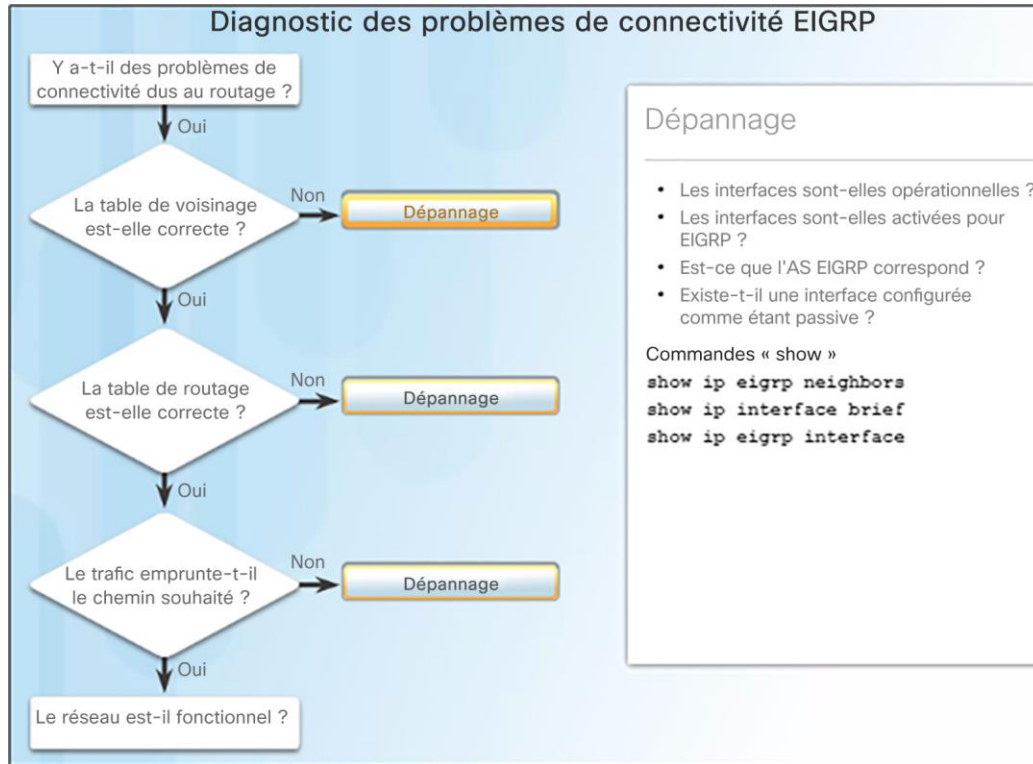 Diagnostic des problèmes de connectivité EIGRP
Y a-t-il des problèmes de
connectivité dus au routage ?
Oui
La table de voisinage
est-elle correcte ?
Non
Dépannage
Oui
La table de routage
est-elle correcte ?
Non
Dépannage
Oui
Le trafic emprunte-t-il
le chemin souhaité ?
Non
Dépannage
Oui
Le réseau est-il fonctionnel ?
Dépannage
• Les interfaces sont-elles opérationnelles ?
• Les interfaces sont-elles activées pour
EIGRP ?
• Est-ce que l'AS EIGRP correspond ?
• Existe-t-il une interface configurée
comme étant passive ?
Commandes « show »
show ip eigrp neighbors
show ip interface brief
show ip eigrp interface